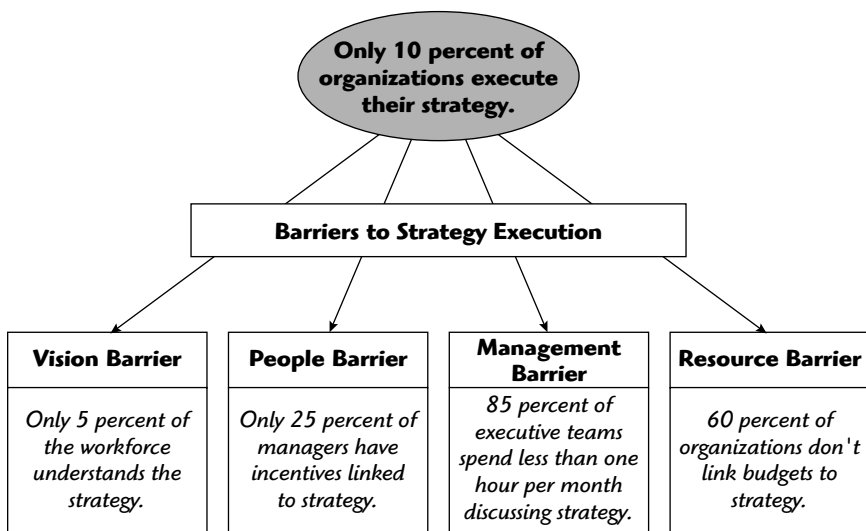 Only 10 percent of
organizations execute
their strategy.
Barriers to Strategy Execution
Vision Barrier
Only 5 percent of
the workforce
understands the
strategy.
People Barrier
Only 25 percent of
managers have
incentives linked
to strategy.
Management
Barrier
85 percent of
executive teams
spend less than one
hour per month
discussing strategy.
Resource Barrier
60 percent of
organizations don't
link budgets to
strategy.